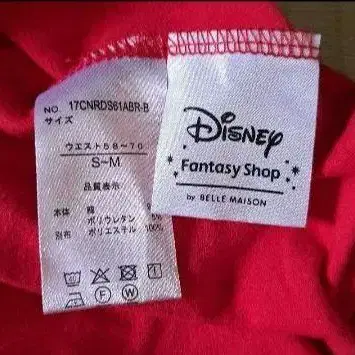 NO. 17CNRDS61ABR-B
サイズ
ウエスト58~70
S~M
品質表示
本体 綿
ポリウレタン 5%
別布 ポリエステル 100%
Disney
Fantasy Shop
by BELLE MAISON